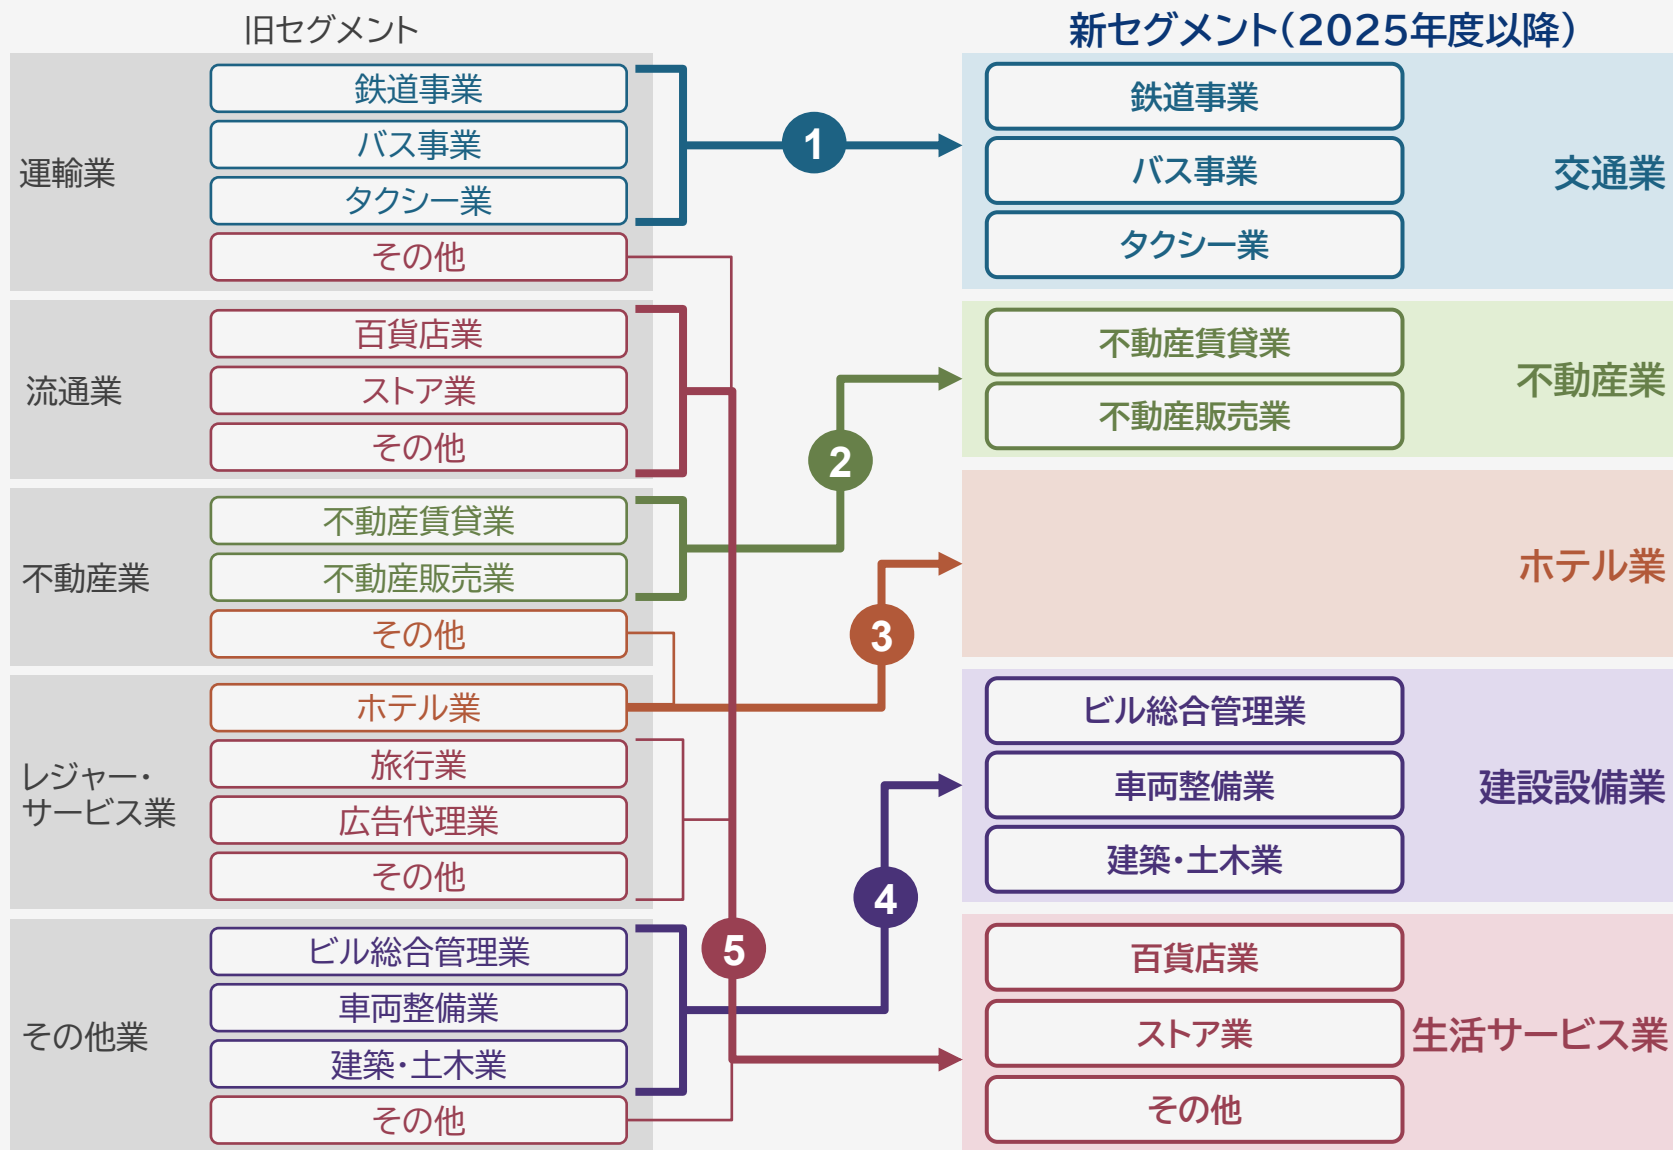 旧セグメント
新セグメント(2025年度以降)
運輸業
鉄道事業
バス事業
タクシー業
その他
流通業
百貨店業
ストア業
その他
不動産業
不動産賃貸業
不動産販売業
その他
レジャー・
サービス業
ホテル業
旅行業
広告代理業
その他
その他業
ビル総合管理業
車両整備業
建築・土木業
その他
1
2
3
4
5
鉄道事業
バス事業
タクシー業
交通業
不動産賃貸業
不動産販売業
不動産業
ホテル業
ビル総合管理業
車両整備業
建築・土木業
建設設備業
百貨店業
ストア業
その他
生活サービス業